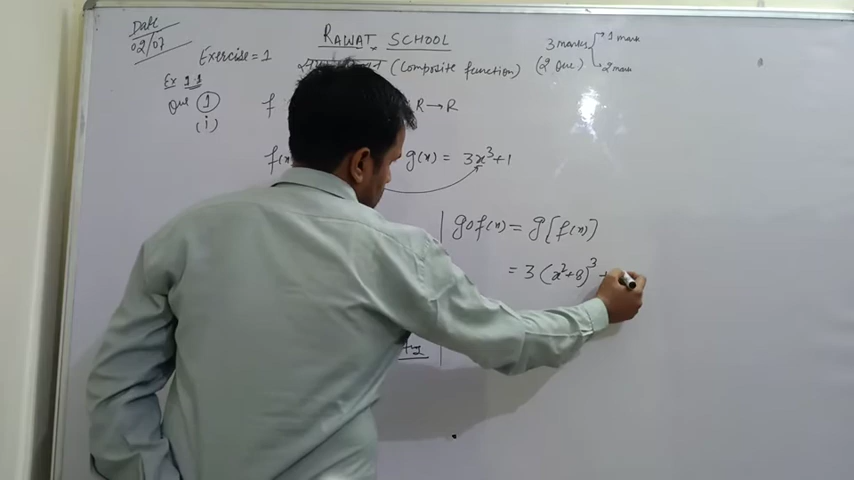 Date
02/07
RAWAT SCHOOL
Exercise = 1
(Composite function)
3 marks
1 mark
(2 Que)
2 mark
Ex 1.1
Que 1
(i)
f R → R
f(x g(x) = 3x³+1
gof(x) = g[f(x)]
= 3(x²+8)³ +